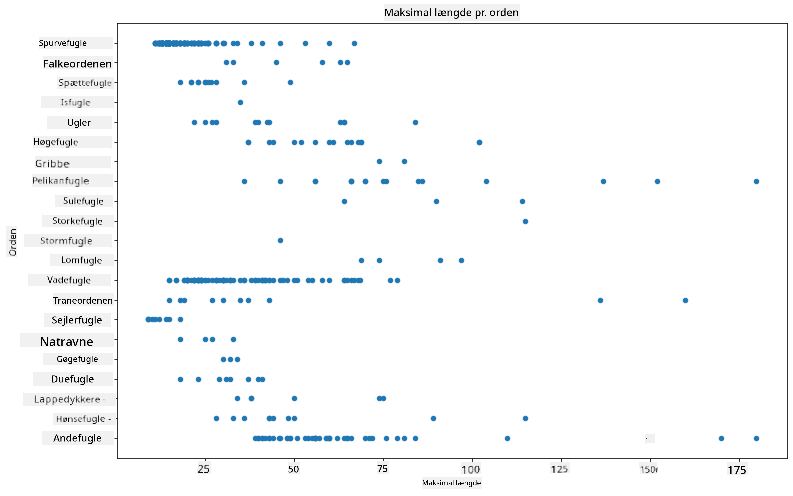 Maksimal længde pr. orden
Spurvefugle
Falkeordenen
Spættefugle
Isfugle
Ugler
Høgefugle
Gribbe
Pelikanfugle
Sulefugle
Storkefugle
Stormfugle
Lomfugle
Vadefugle
Traneordenen
Sejlerfugle
Natravne
Gøgefugle
Duefugle
Lappedykkere
Hønsefugle
Andefugle
Orden
25 50 75 100 125 150 175
Maksimal længde